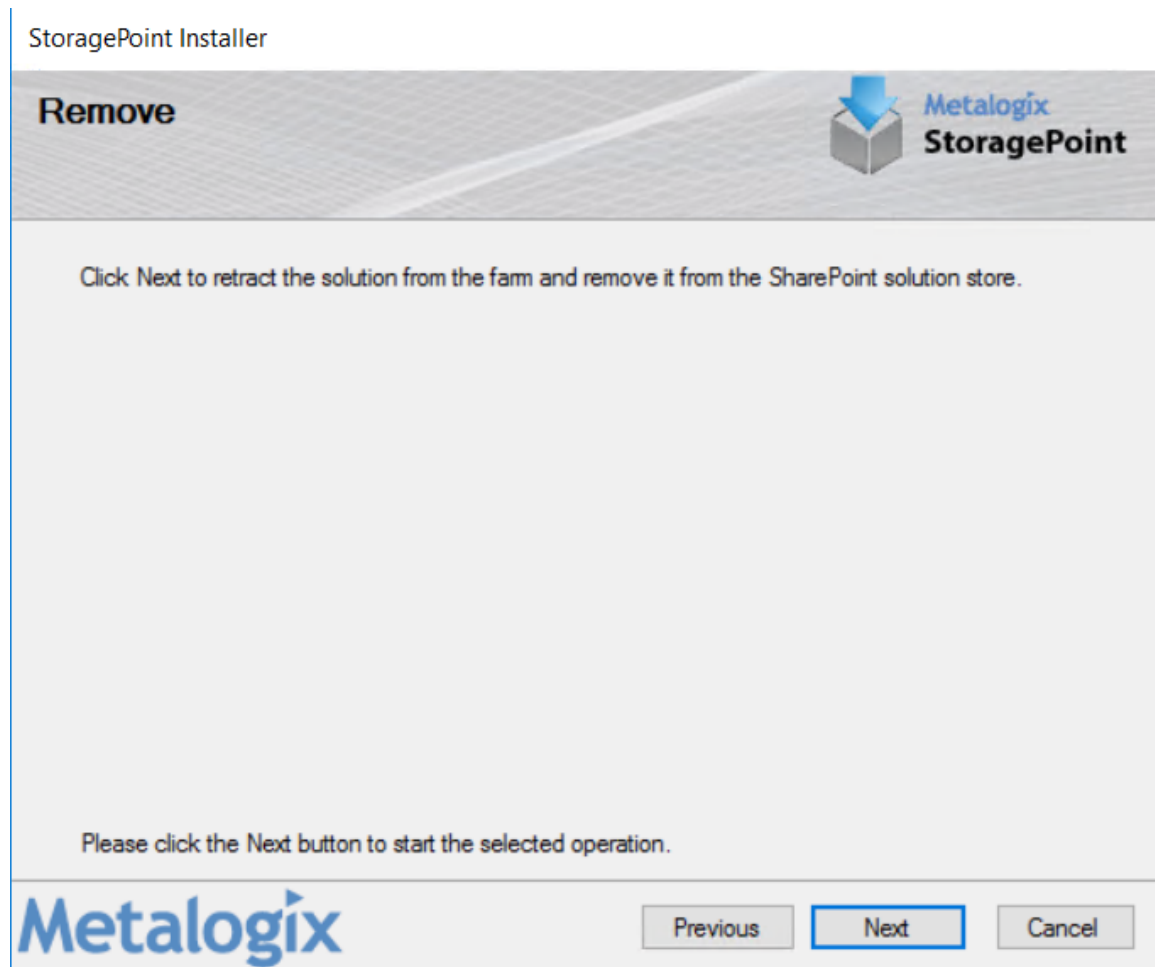 StoragePoint Installer
Remove
Metalogix
StoragePoint
Click Next to retract the solution from the farm and remove it from the SharePoint solution store.
Please click the Next button to start the selected operation.
Metalogix
Previous
Next
Cancel